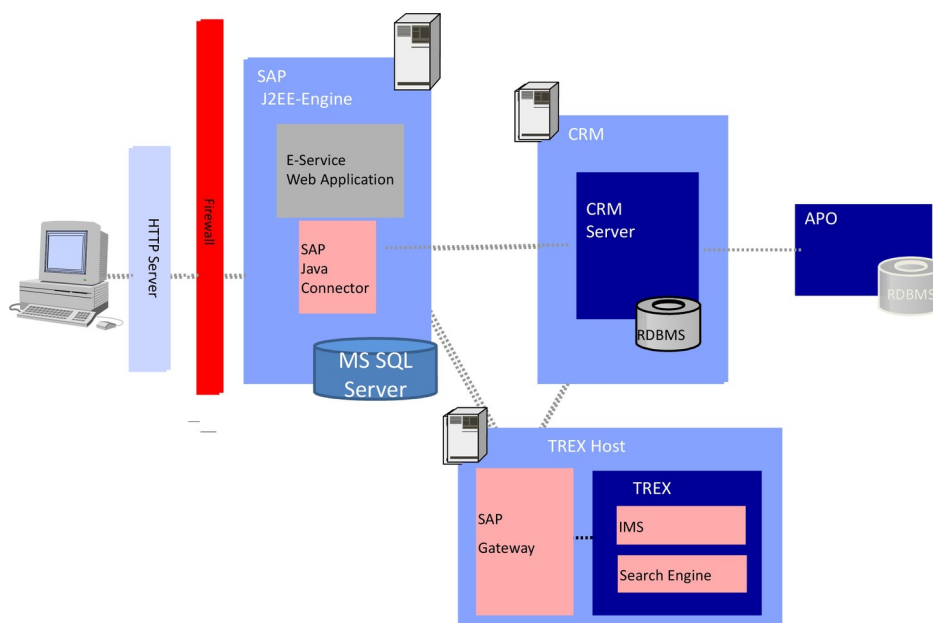 SAP
J2EE-Engine
E-Service
Web Application
SAP
Java
Connector
MS SQL
Server
HTTP Server
Firewall
CRM
CRM
Server
RDBMS
APO
RDBMS
TREX Host
SAP
Gateway
TREX
IMS
Search Engine